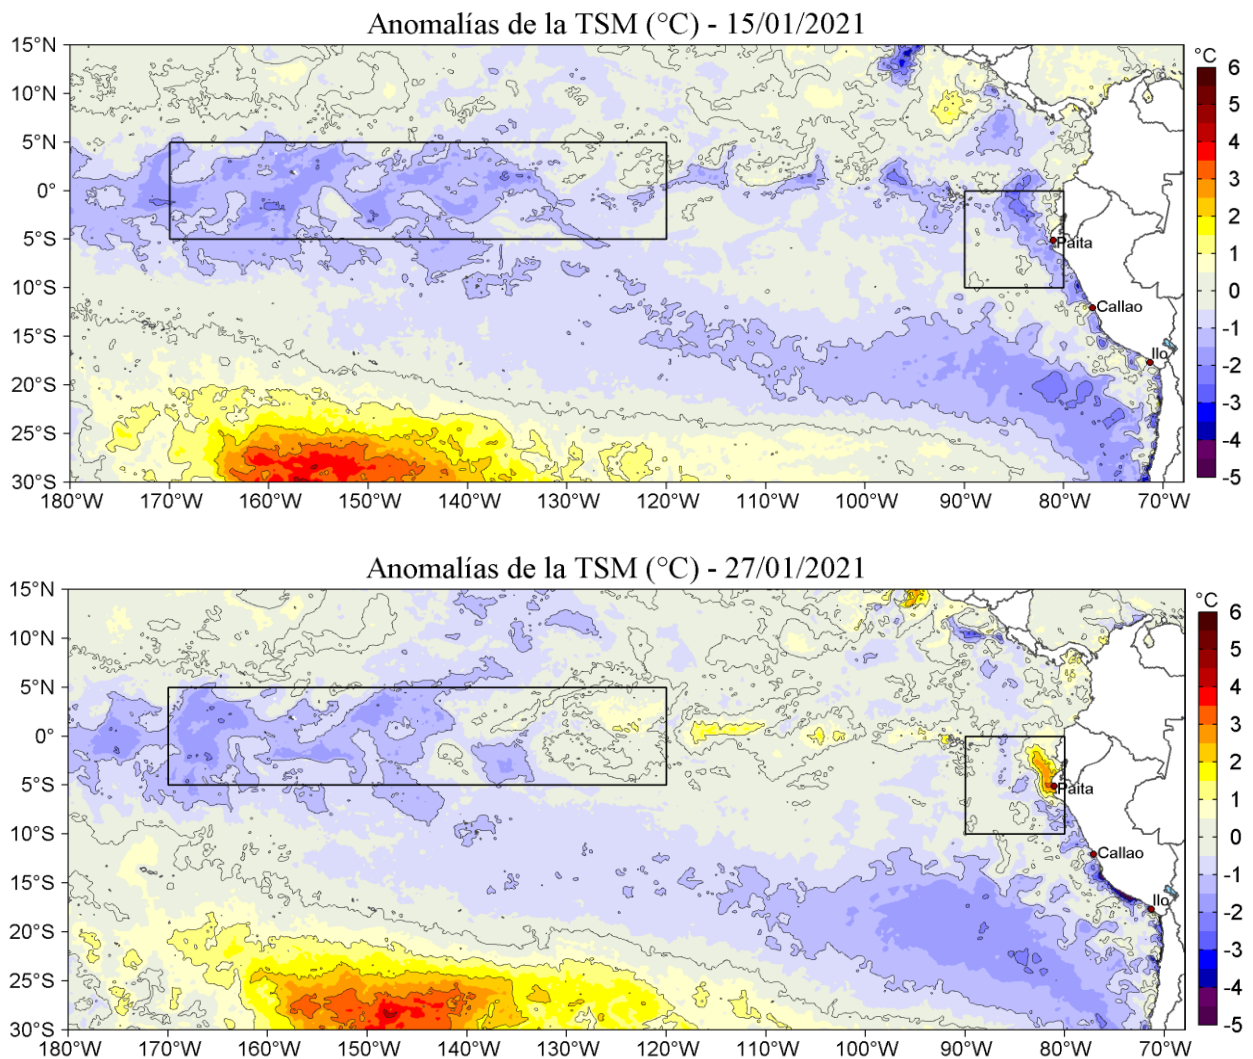 Anomalías de la TSM (°C) - 15/01/2021
15°N
10°N
5°N
0°
5°S
10°S
15°S
20°S
25°S
30°S
180°W 170°W 160°W 150°W 140°W 130°W 120°W 110°W 100°W 90°W 80°W 70°W
Paita
Callao
Ilo
°C
6
5
4
3
2
1
0
-1
-2
-3
-4
-5
Anomalías de la TSM (°C) - 27/01/2021
15°N
10°N
5°N
0°
5°S
10°S
15°S
20°S
25°S
30°S
180°W 170°W 160°W 150°W 140°W 130°W 120°W 110°W 100°W 90°W 80°W 70°W
Paita
Callao
Ilo
°C
6
5
4
3
2
1
0
-1
-2
-3
-4
-5